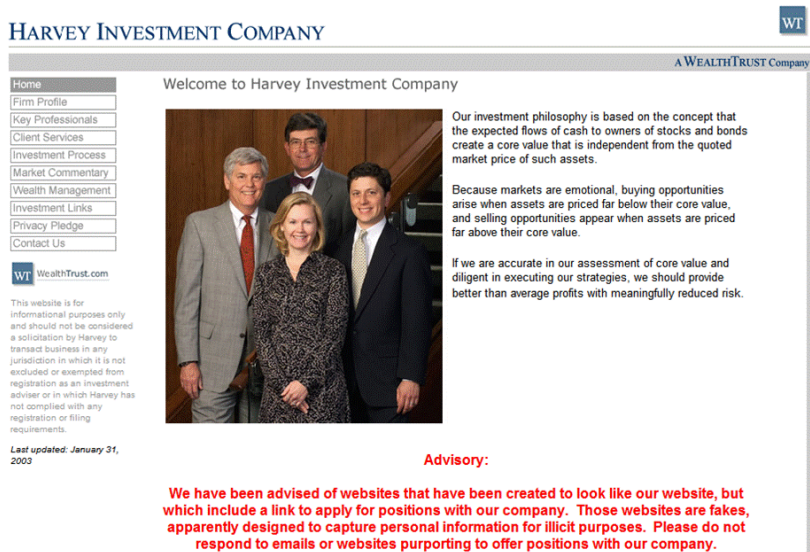 HARVEY INVESTMENT COMPANY
WT
A WEALTHTRUST Company
Home
Firm Profile
Key Professionals
Client Services
Investment Process
Market Commentary
Wealth Management
Investment Links
Privacy Pledge
Contact Us
WT WealthTrust.com
This website is for
informational purposes only
and should not be considered
a solicitation by Harvey to
transact business in any
jurisdiction in which it is not
excluded or exempted from
registration as an investment
adviser or in which Harvey has
not complied with any
registration or filing
requirements.
Last updated: January 31,
2003
Welcome to Harvey Investment Company
Our investment philosophy is based on the concept that
the expected flows of cash to owners of stocks and bonds
create a core value that is independent from the quoted
market price of such assets.
Because markets are emotional, buying opportunities
arise when assets are priced far below their core value,
and selling opportunities appear when assets are priced
far above their core value.
If we are accurate in our assessment of core value and
diligent in executing our strategies, we should provide
better than average profits with meaningfully reduced risk.
Advisory:
We have been advised of websites that have been created to look like our website, but
which include a link to apply for positions with our company. Those websites are fakes,
apparently designed to capture personal information for illicit purposes. Please do not
respond to emails or websites purporting to offer positions with our company.